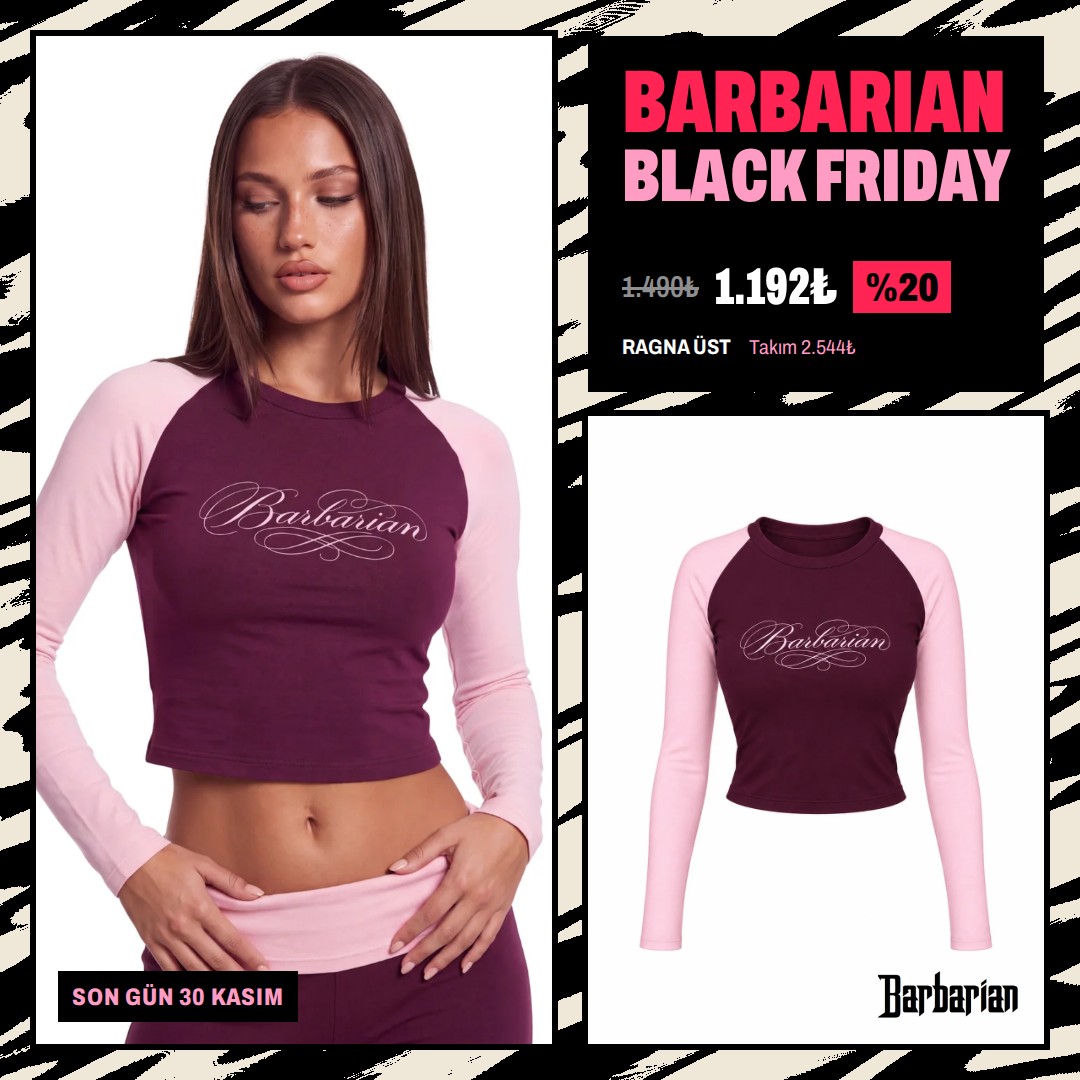 BARBARIAN
BLACK FRIDAY
1.490₺ 1.192₺ %20
RAGNA ÜST Takım 2.544₺
Barbarian
Barbarian
SON GÜN 30 KASIM
Barbarian